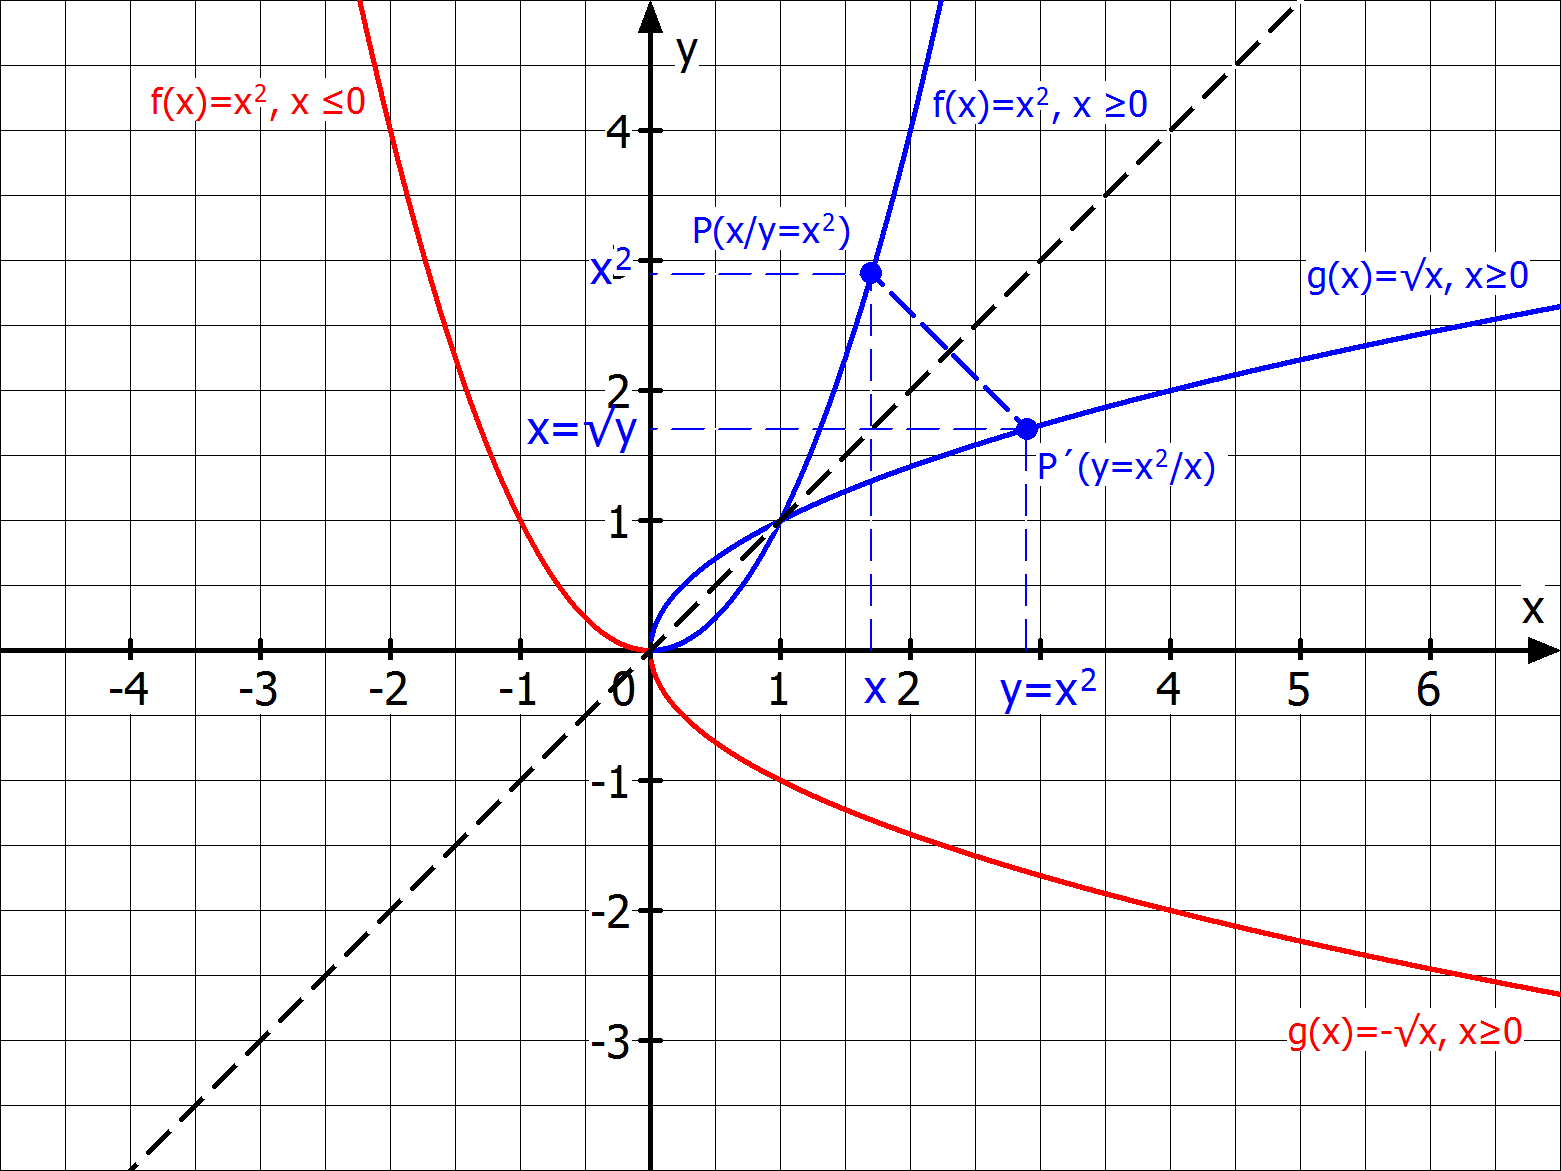 y
f(x)=x², x ≤0
f(x)=x², x ≥0
4
P(x/y=x²)
x²
g(x)=√x, x≥0
2
x=√y
P´(y=x²/x)
1
x
-4 -3 -2 -1 0 1 x 2 y=x² 4 5 6
-1
-2
-3
g(x)=-√x, x≥0